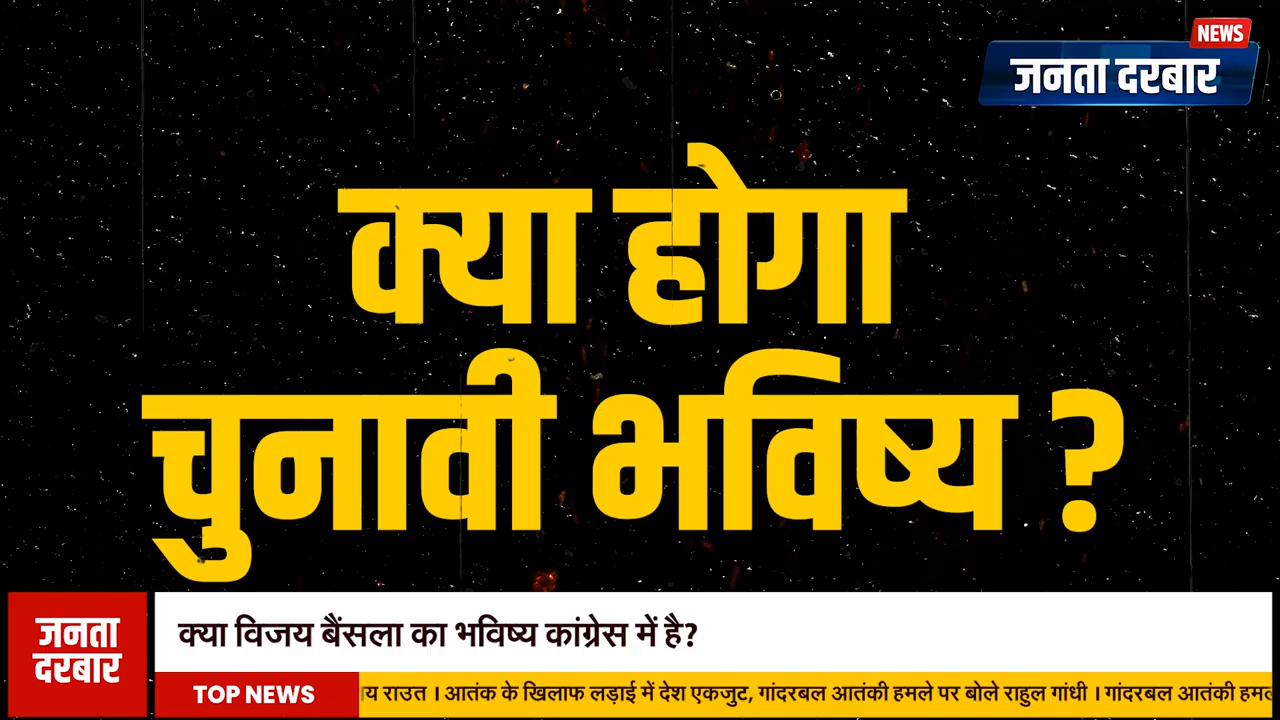 NEWS
जनता दरबार
क्या होगा
चुनावी भविष्य ?
जनता
दरबार
क्या विजय बैंसला का भविष्य कांग्रेस में है?
TOP NEWS
राउत । आतंक के खिलाफ लड़ाई में देश एकजुट, गांदरबल आतंकी हमले पर बोले राहुल गांधी । गांदरबल आतंकी